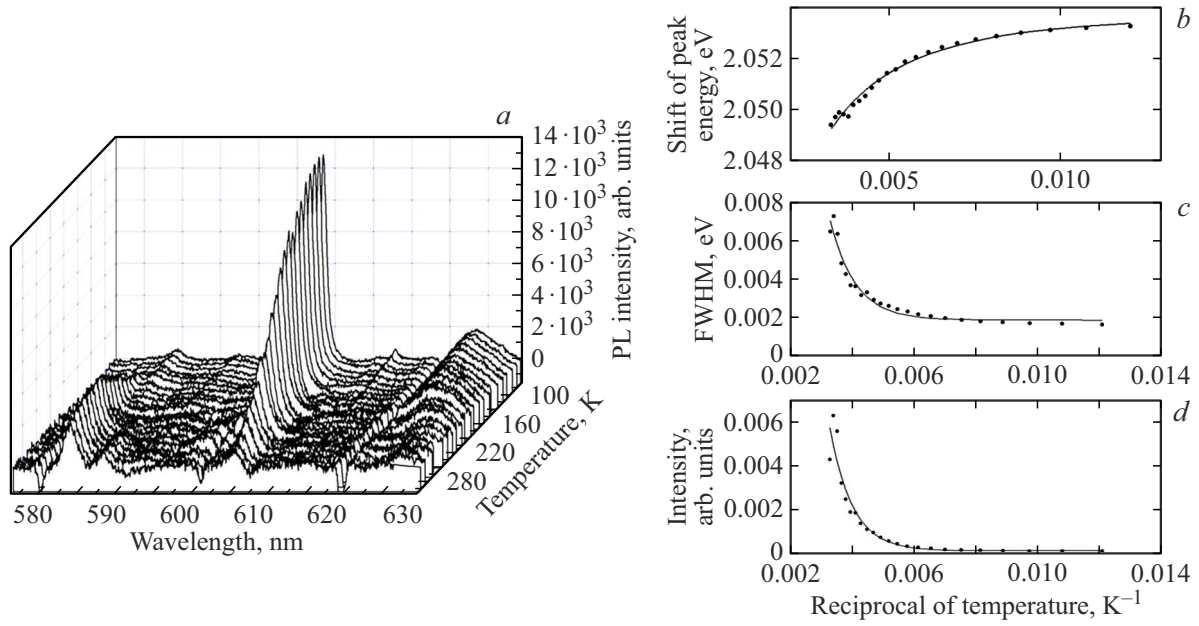 a
14·10³
12·10³
10·10³
8·10³
6·10³
4·10³
2·10³
0
PL intensity, arb. units
100
160
220
280
Temperature, K
580 590 600 610 620 630
Wavelength, nm
b
2.052
2.050
2.048
Shift of peak
energy, eV
0.005 0.010
c
0.008
0.006
0.004
0.002
0
FWHM, eV
0.002 0.006 0.010 0.014
d
0.006
0.004
0.002
0
Intensity,
arb. units
0.002 0.006 0.010 0.014
Reciprocal of temperature, K⁻¹